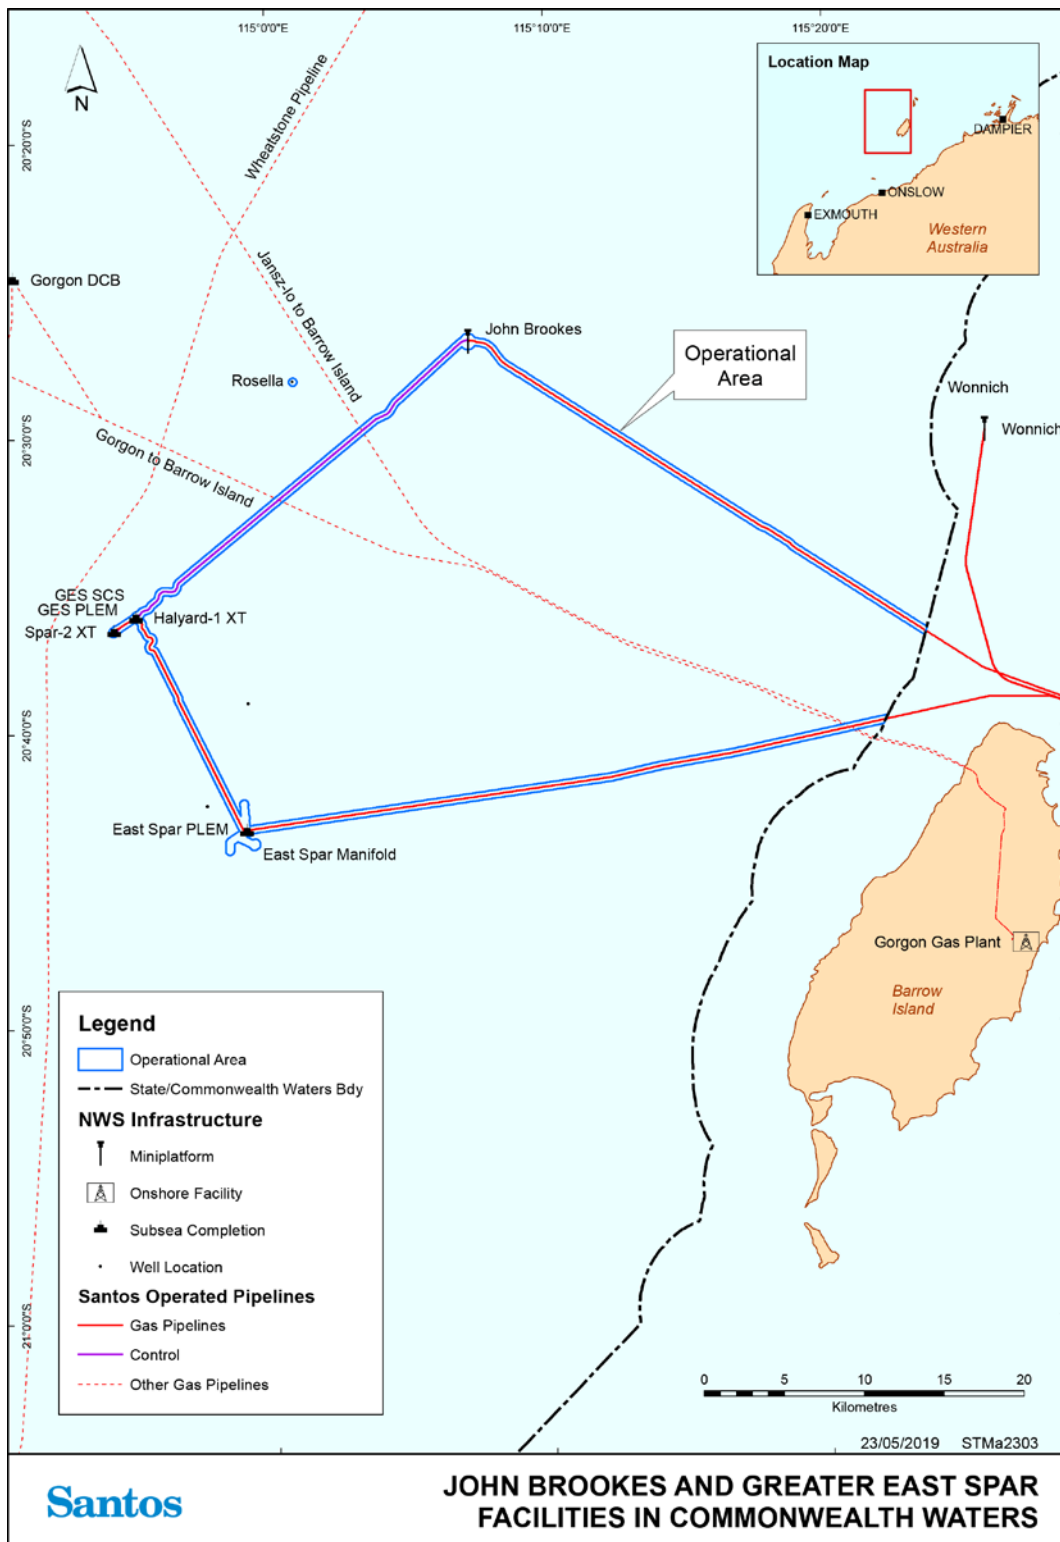 115°0'0"E
115°10'0"E
115°20'0"E
N
20°20'0"S
20°30'0"S
20°40'0"S
20°50'0"S
21°0'0"S
Location Map
DAMPIER
ONSLOW
EXMOUTH
Western
Australia
Wheatstone Pipeline
Gorgon DCB
Jansz-Io to Barrow Island
John Brookes
Operational
Area
Rosella
Wonnich
Wonnich
Gorgon to Barrow Island
GES SCS
GES PLEM
Halyard-1 XT
Spar-2 XT
East Spar PLEM
East Spar Manifold
Gorgon Gas Plant
Barrow
Island
Legend
Operational Area
State/Commonwealth Waters Bdy
NWS Infrastructure
Miniplatform
Onshore Facility
Subsea Completion
Well Location
Santos Operated Pipelines
Gas Pipelines
Control
Other Gas Pipelines
0 5 10 15 20
Kilometres
23/05/2019 STMa2303
Santos
JOHN BROOKES AND GREATER EAST SPAR
FACILITIES IN COMMONWEALTH WATERS